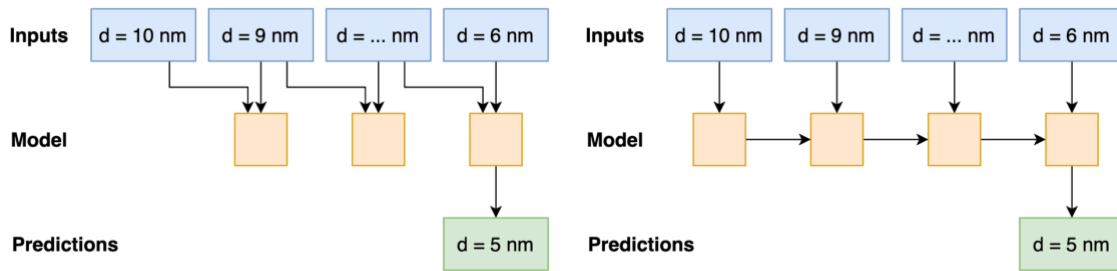 Inputs d = 10 nm d = 9 nm d = ... nm d = 6 nm
Model
Predictions d = 5 nm
Inputs d = 10 nm d = 9 nm d = ... nm d = 6 nm
Model
Predictions d = 5 nm